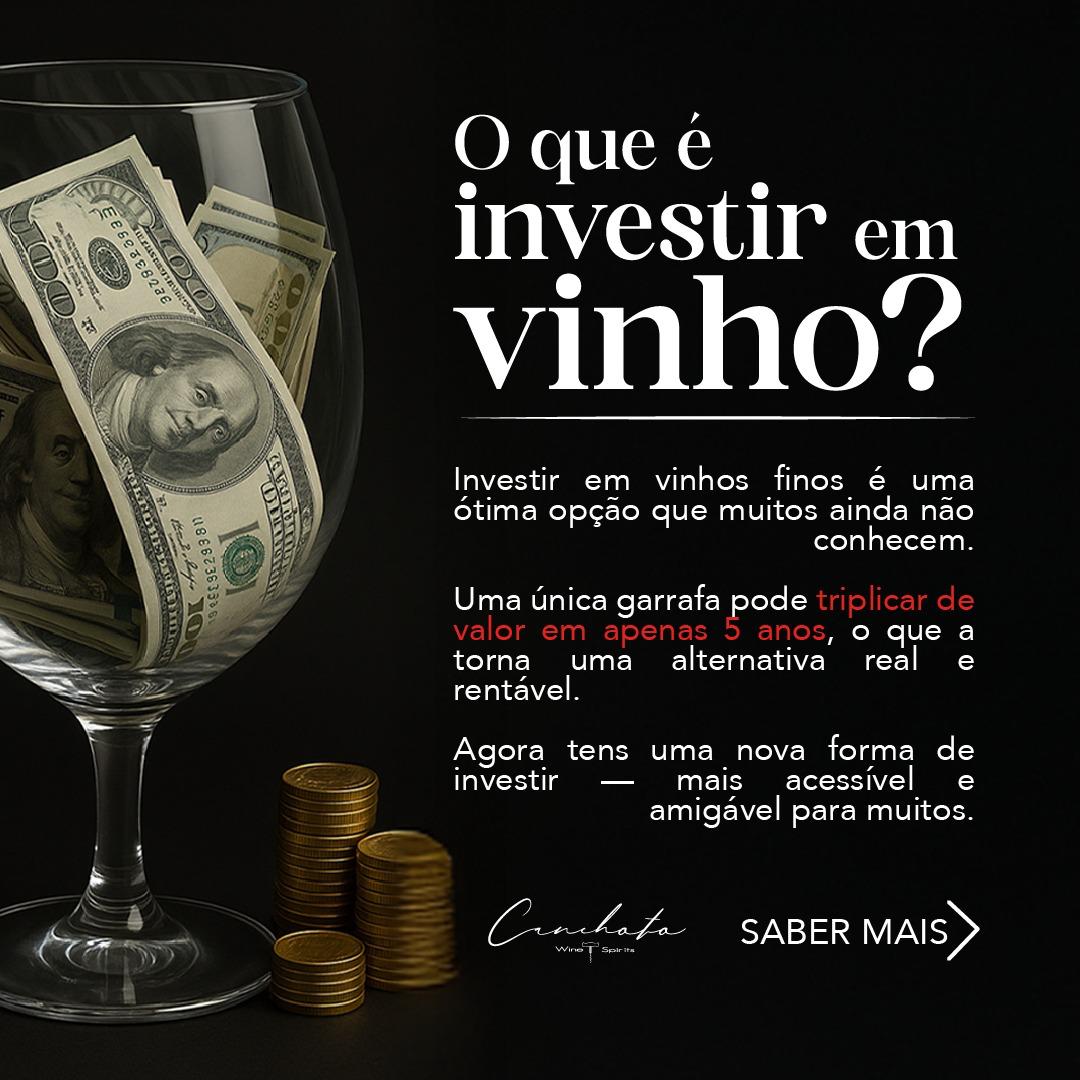 O que é
investir em
vinho?
Investir em vinhos finos é uma
ótima opção que muitos ainda não
conhecem.
Uma única garrafa pode triplicar de
valor em apenas 5 anos, o que a
torna uma alternativa real e
rentável.
Agora tens uma nova forma de
investir — mais acessível e
amigável para muitos.
Canchoto
Wine Spirits
SABER MAIS
100